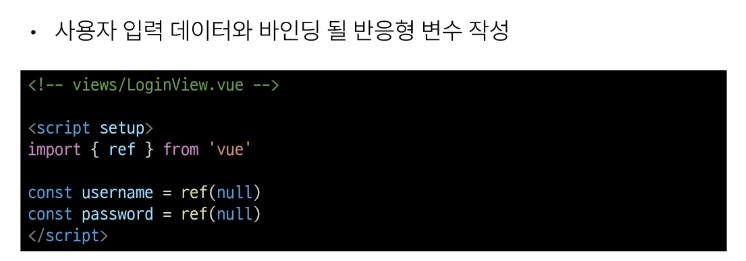 • 사용자 입력 데이터와 바인딩 될 반응형 변수 작성
<!-- views/LoginView.vue -->
<script setup>
import { ref } from 'vue'
const username = ref(null)
const password = ref(null)
</script>